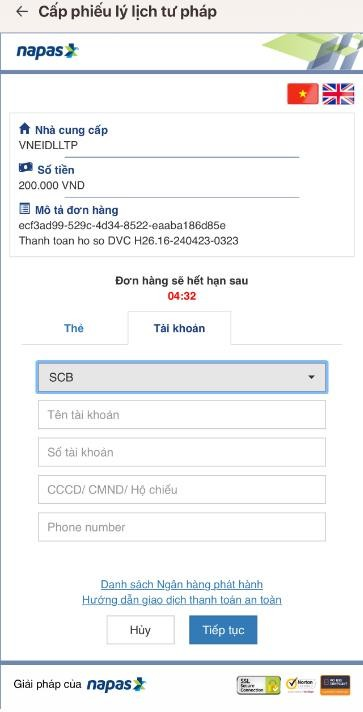 ← Cấp phiếu lý lịch tư pháp
napas
Nhà cung cấp
VNEIDLLTP
Số tiền
200.000 VND
Mô tả đơn hàng
ecf3ad99-529c-4d34-8522-eaaba186d85e
Thanh toan ho so DVC H26.16-240423-0323
Đơn hàng sẽ hết hạn sau
04:32
Thẻ
Tài khoản
SCB
Tên tài khoản
Số tài khoản
CCCD/ CMND/ Hộ chiếu
Phone number
Danh sách Ngân hàng phát hành
Hướng dẫn giao dịch thanh toán an toàn
Hủy
Tiếp tục
Giải pháp của napas
SSL
Secure
Connection
Norton